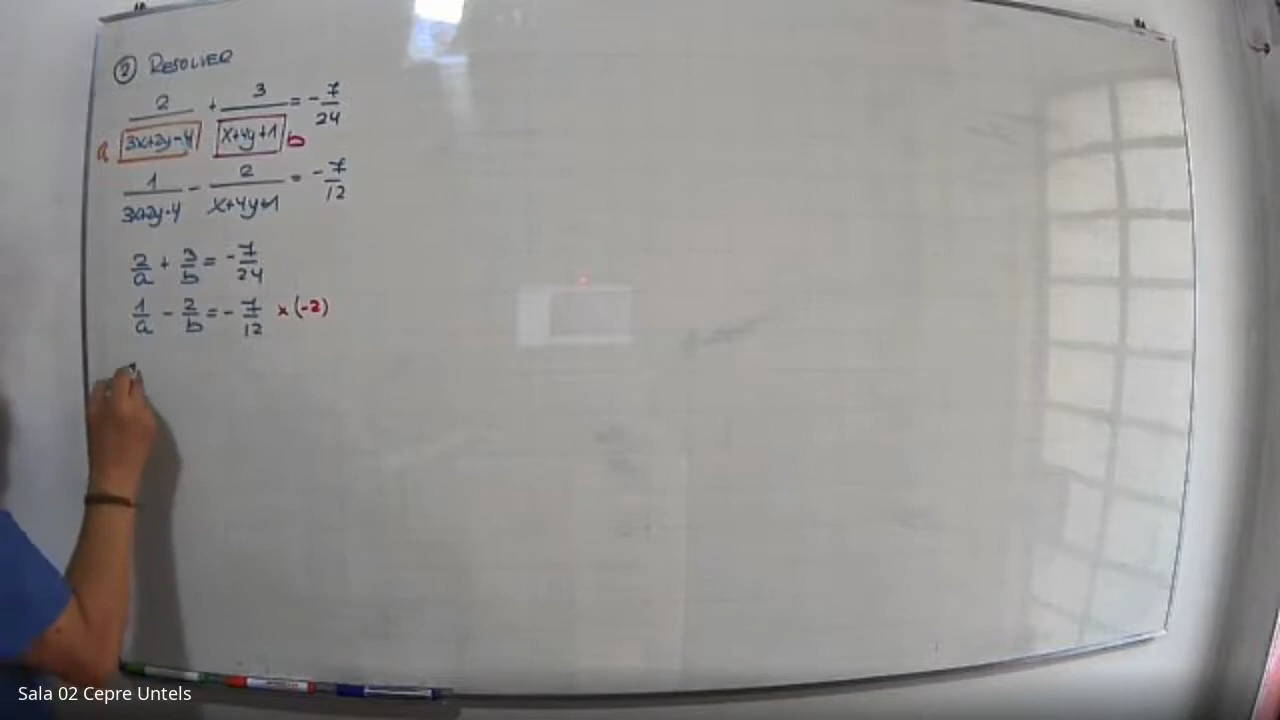 ② RESOLVER
2/(3x+2y-4) + 3/(x+4y+1) = -7/24
a b
1/(3x+2y-4) - 2/(x+4y+1) = -7/12
2/a + 3/b = -7/24
1/a - 2/b = -7/12 x(-2)
Sala 02 Cepre Untels